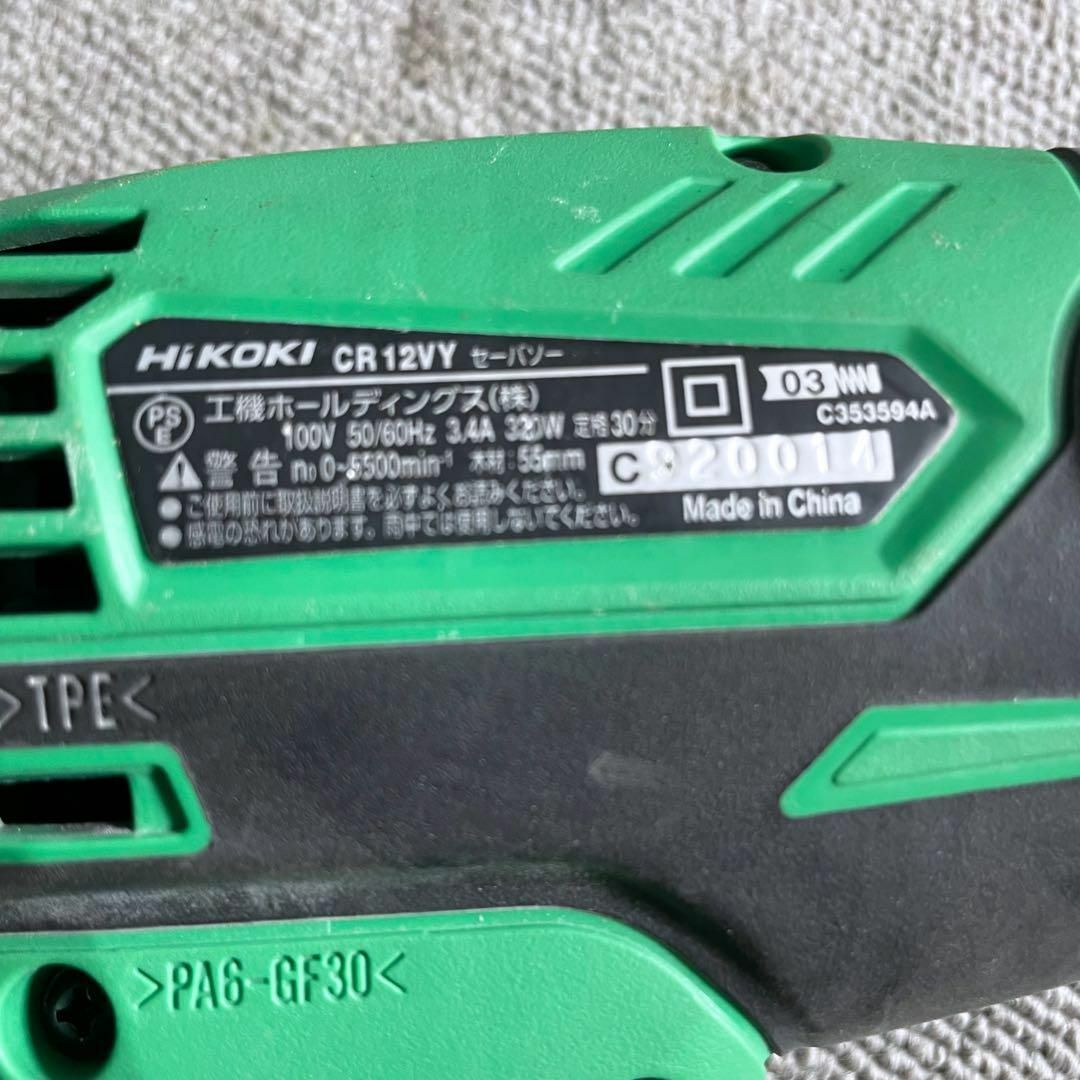 HiKOKI CR12VY セーバソー
PSE 工機ホールディングス(株)
100V 50/60Hz 3.4A 320W 定格30分
警告 n₀ 0~5500min⁻¹ 木材:55mm
●ご使用前に取扱説明書を必ずよくお読みください。
●感電の恐れがあります。雨中では使用しないでください。
03
C353594A
C 920014
Made in China
>TPE<
>PA6-GF30<